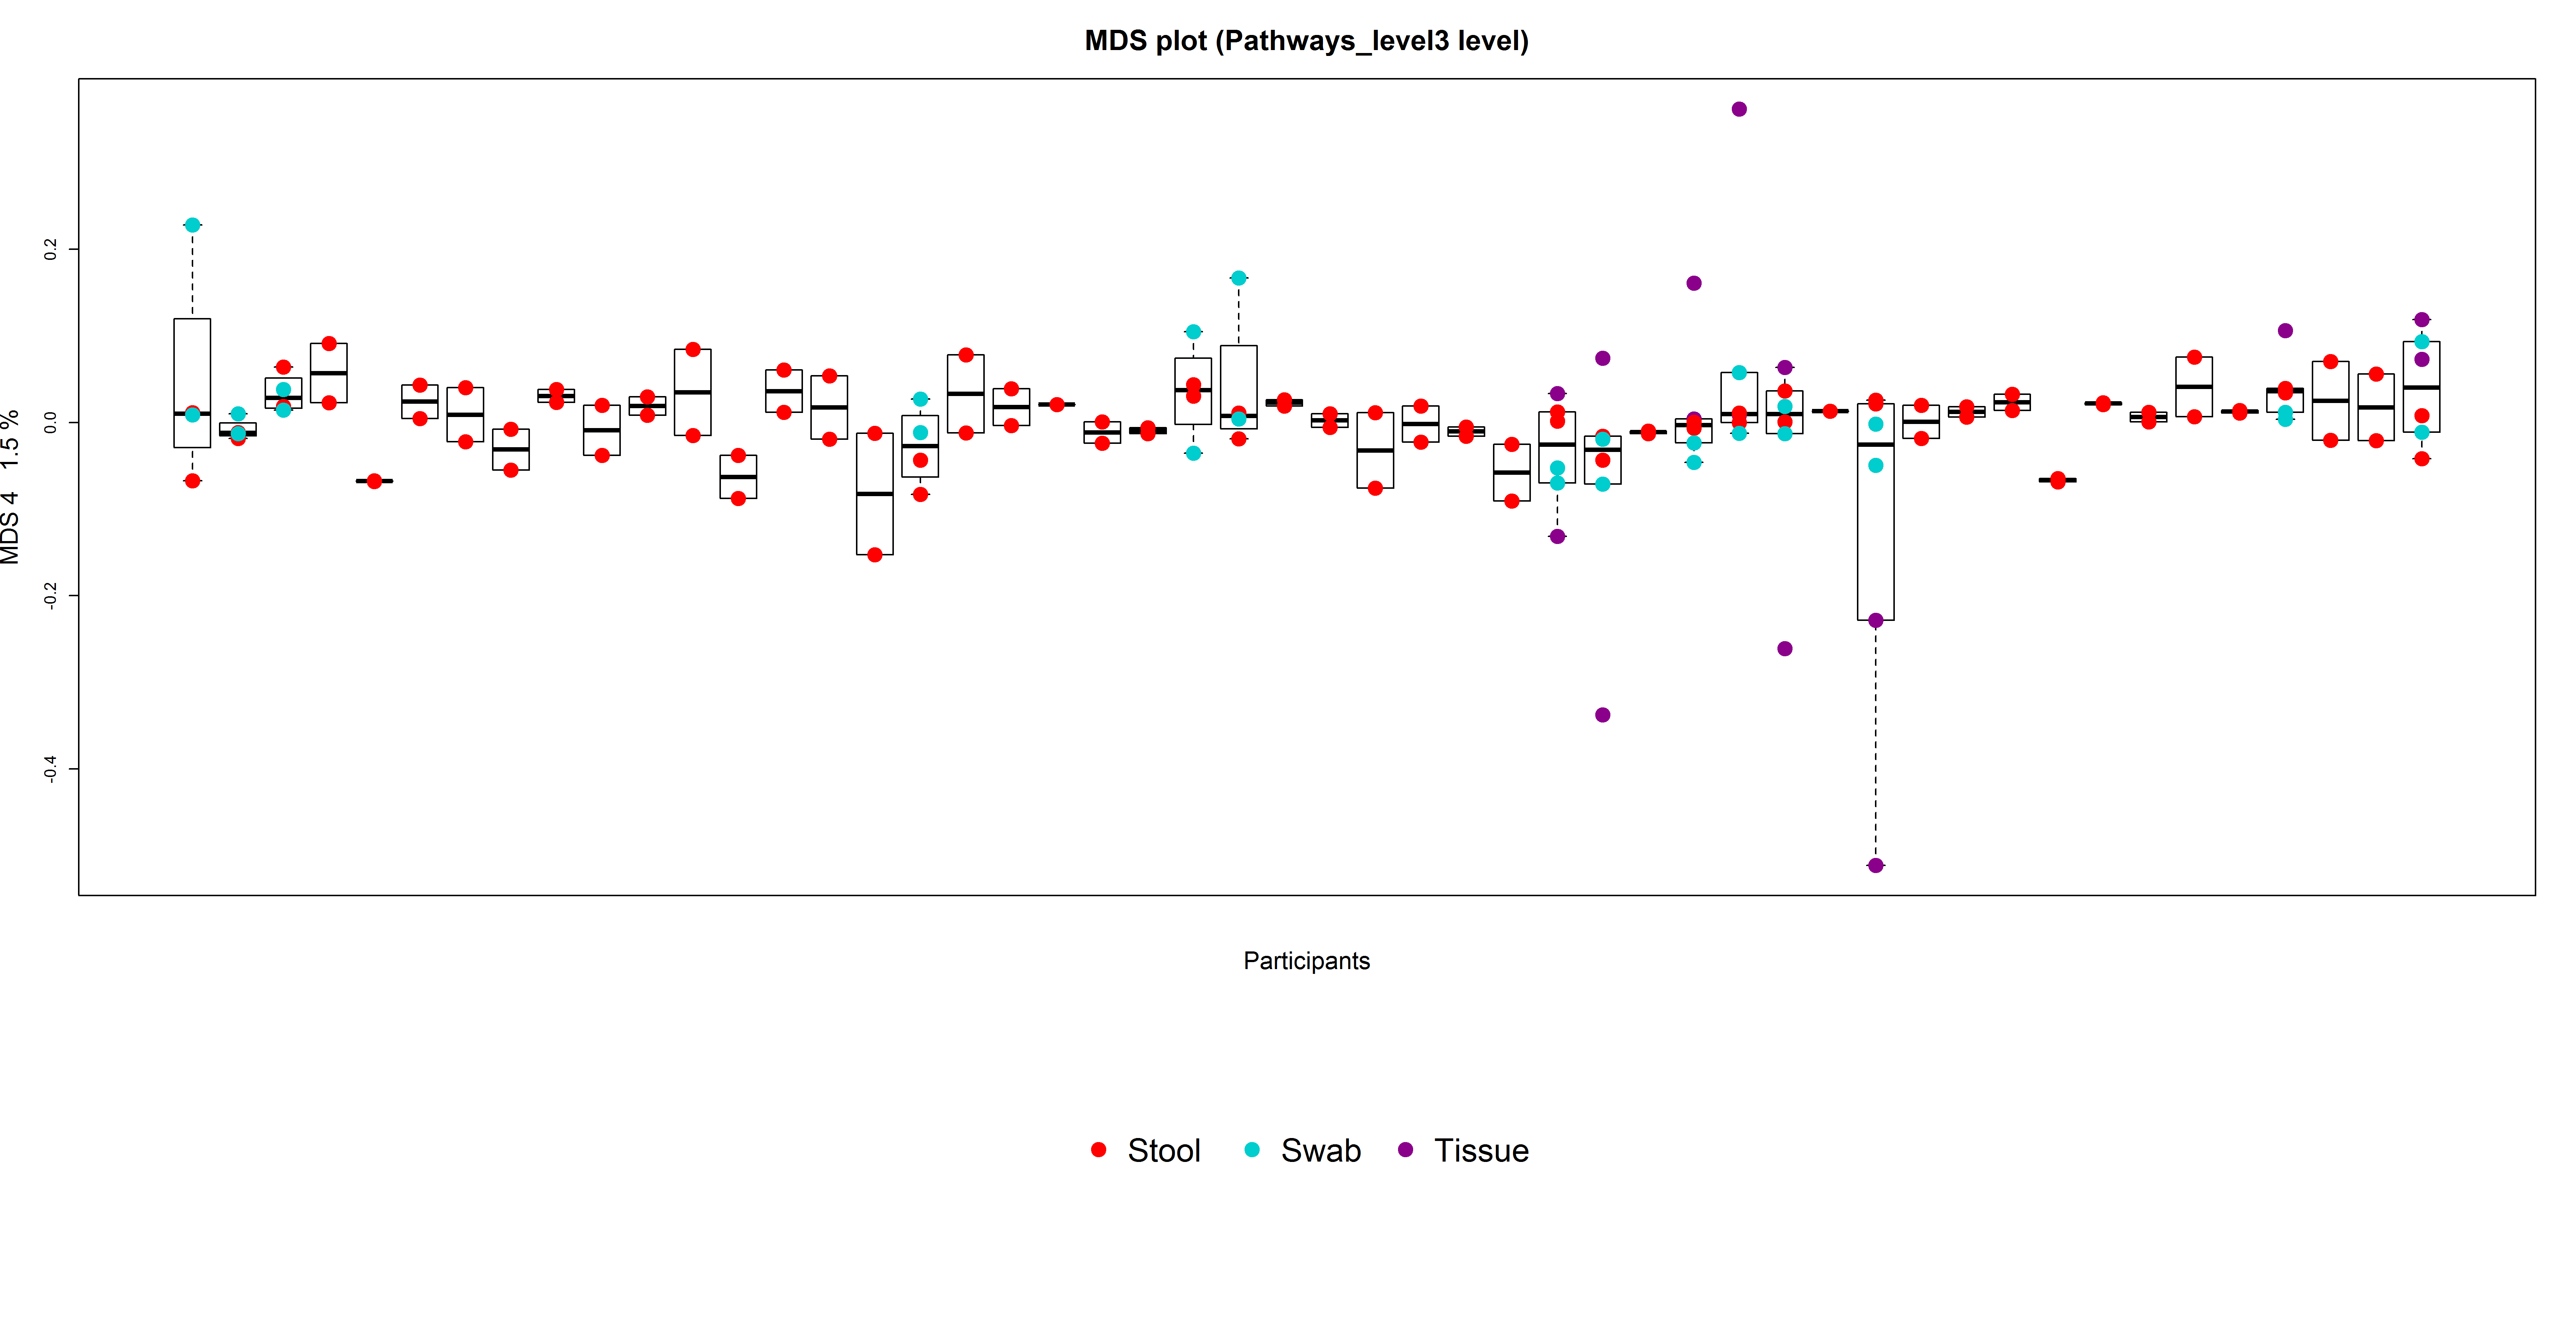 MDS plot (Pathways_level3 level)
MDS 4 1.5 %
0.2
0.0
-0.2
-0.4
Participants
Stool Swab Tissue